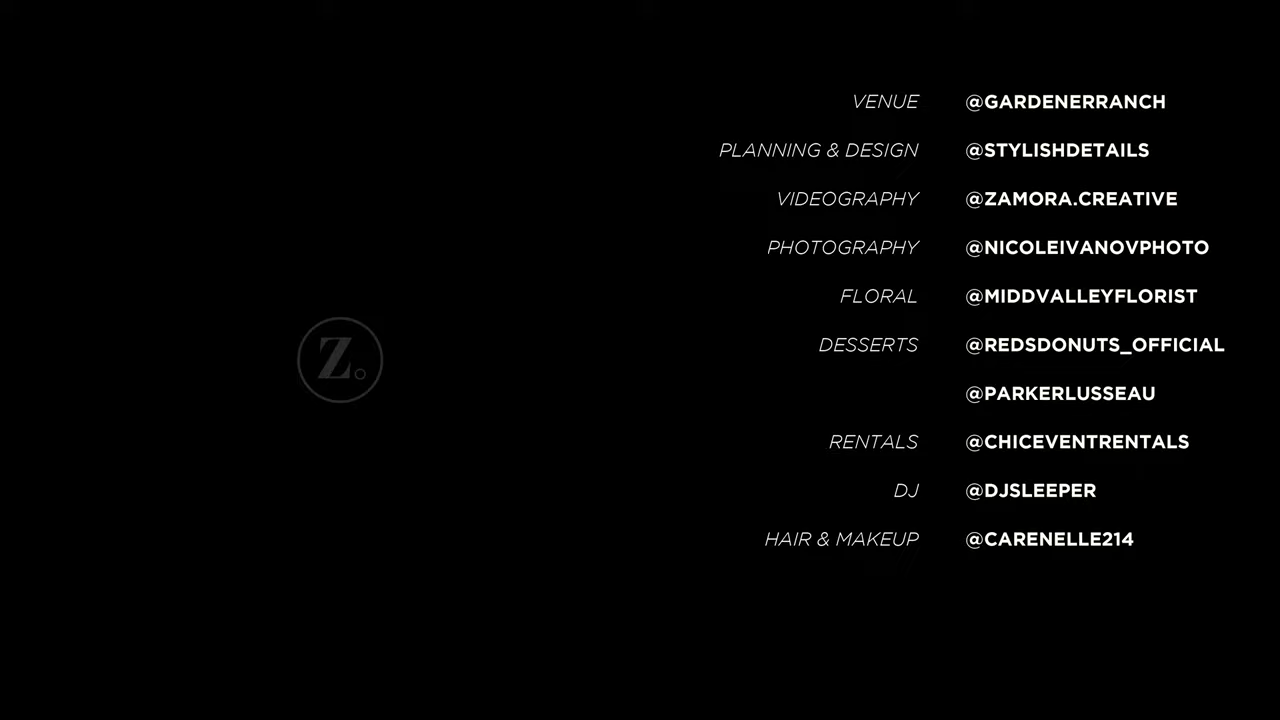 Z.
VENUE @GARDENERRANCH
PLANNING & DESIGN @STYLISHDETAILS
VIDEOGRAPHY @ZAMORA.CREATIVE
PHOTOGRAPHY @NICOLEIVANOVPHOTO
FLORAL @MIDDVALLEYFLORIST
DESSERTS @REDSDONUTS_OFFICIAL
@PARKERLUSSEAU
RENTALS @CHICEVENTRENTALS
DJ @DJSLEEPER
HAIR & MAKEUP @CARENELLE214